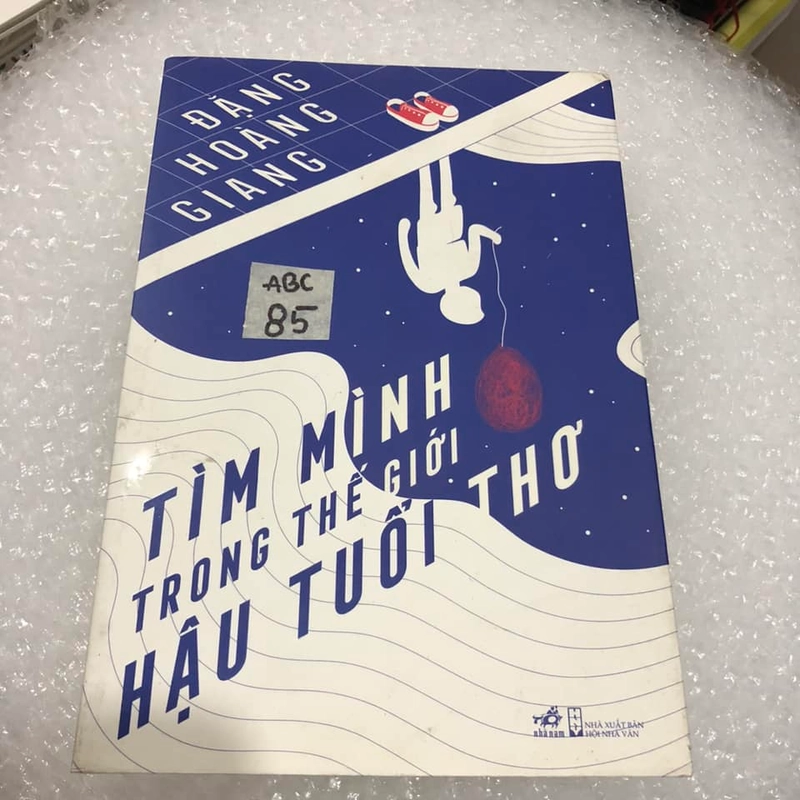 ĐẶNG
HOÀNG
GIANG
ABC
85
TÌM MÌNH
TRONG THẾ GIỚI
HẬU TUỔI THƠ
nhã nam
NHÀ XUẤT BẢN
HỘI NHÀ VĂN